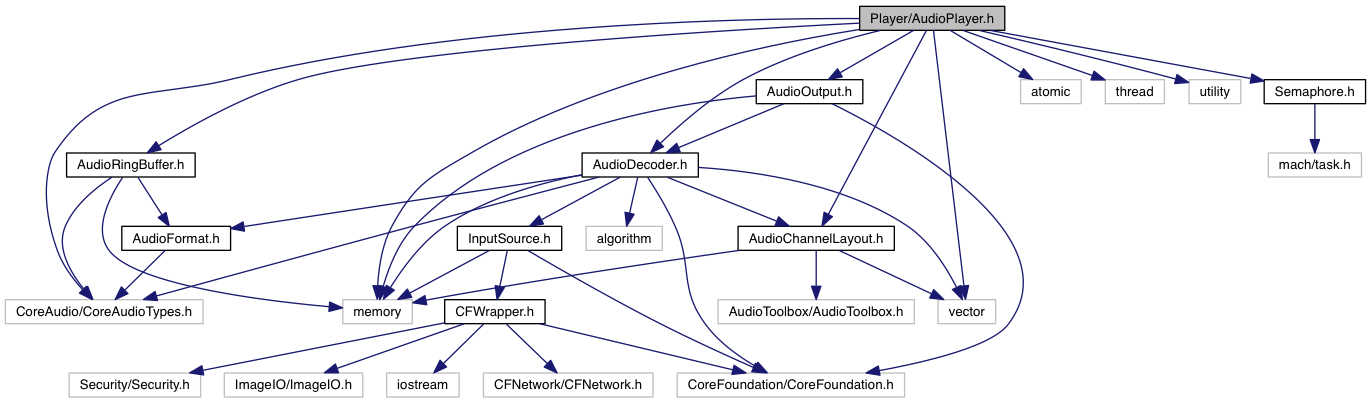 Player/AudioPlayer.h
AudioOutput.h
atomic
thread
utility
Semaphore.h
AudioRingBuffer.h
AudioDecoder.h
mach/task.h
AudioFormat.h
InputSource.h
algorithm
AudioChannelLayout.h
CoreAudio/CoreAudioTypes.h
memory
CFWrapper.h
AudioToolbox/AudioToolbox.h
vector
Security/Security.h
ImageIO/ImageIO.h
iostream
CFNetwork/CFNetwork.h
CoreFoundation/CoreFoundation.h